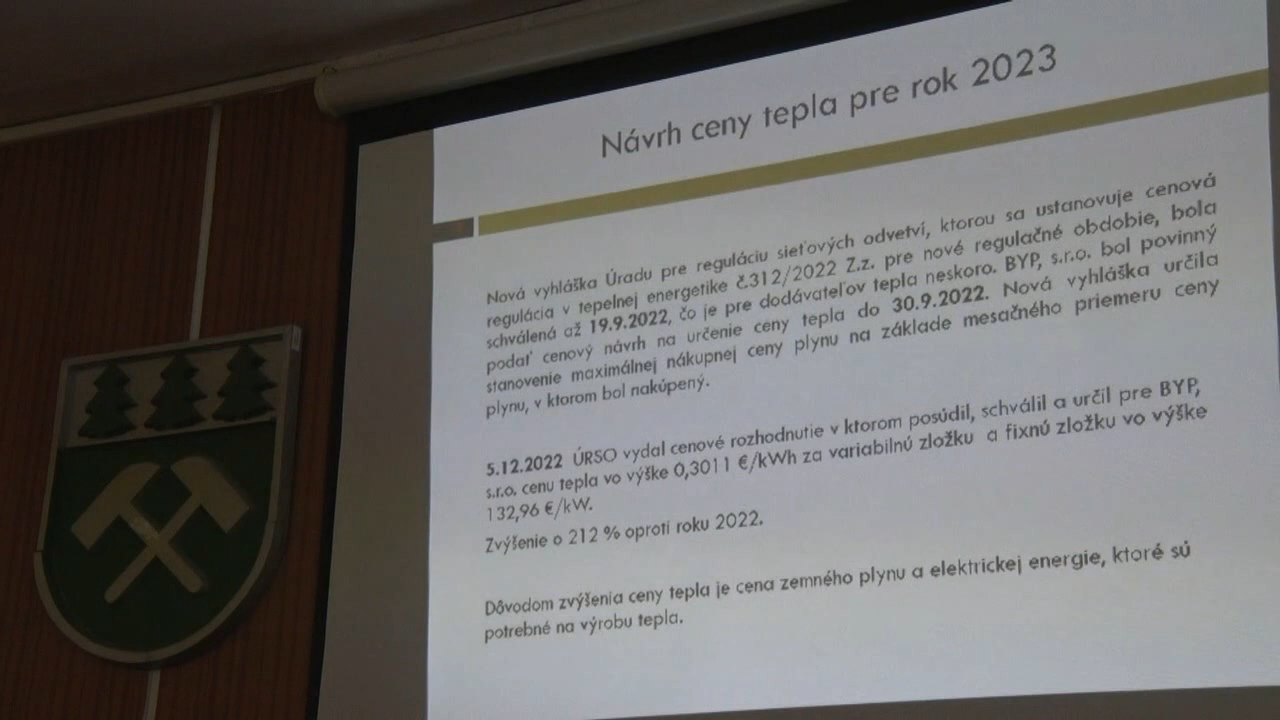 Návrh ceny tepla pre rok 2023
Nová vyhláška Úradu pre reguláciu sieťových odvetví, ktorou sa ustanovuje cenová
regulácia v tepelnej energetike č.312/2022 Z.z. pre nové regulačné obdobie, bola
schválená až 19.9.2022, čo je pre dodávateľov tepla neskoro. BYP, s.r.o. bol povinný
podať cenový návrh na určenie ceny tepla do 30.9.2022. Nová vyhláška určila
stanovenie maximálnej nákupnej ceny plynu na základe mesačného priemeru ceny
plynu, v ktorom bol nakúpený.
5.12.2022 ÚRSO vydal cenové rozhodnutie v ktorom posúdil, schválil a určil pre BYP,
s.r.o. cenu tepla vo výške 0,3011 €/kWh za variabilnú zložku a fixnú zložku vo výške
132,96 €/kW.
Zvýšenie o 212 % oproti roku 2022.
Dôvodom zvýšenia ceny tepla je cena zemného plynu a elektrickej energie, ktoré sú
potrebné na výrobu tepla.